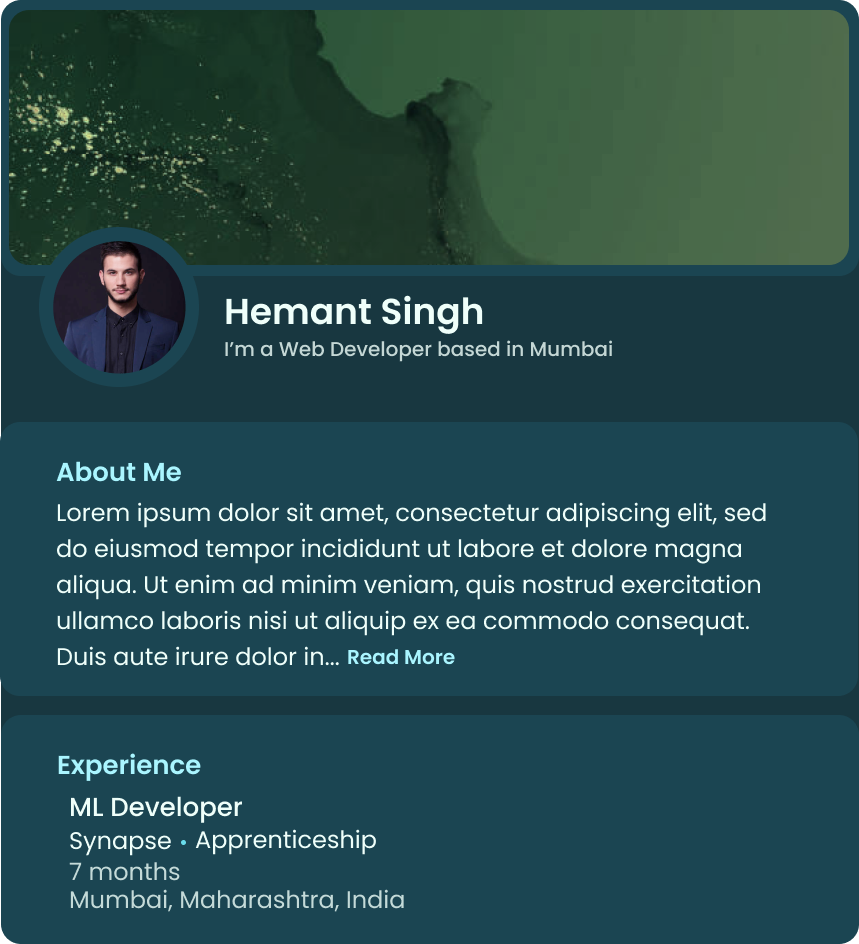 Hemant Singh
I’m a Web Developer based in Mumbai
About Me
Lorem ipsum dolor sit amet, consectetur adipiscing elit, sed
do eiusmod tempor incididunt ut labore et dolore magna
aliqua. Ut enim ad minim veniam, quis nostrud exercitation
ullamco laboris nisi ut aliquip ex ea commodo consequat.
Duis aute irure dolor in... Read More
Experience
ML Developer
Synapse • Apprenticeship
7 months
Mumbai, Maharashtra, India